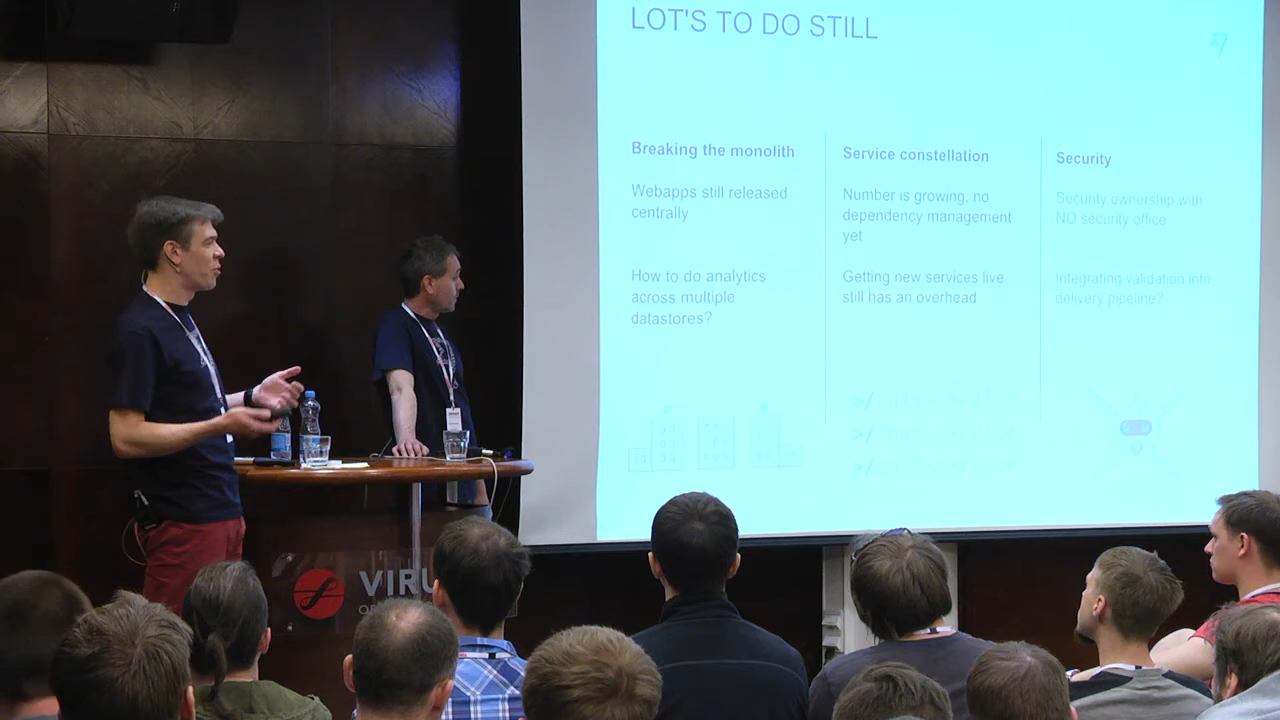 LOT'S TO DO STILL
Breaking the monolith
Webapps still released
centrally
How to do analytics
across multiple
datastores?
Service constellation
Number is growing, no
dependency management
yet
Getting new services live
still has an overhead
>/
>/
>/
Security
Security ownership with
NO security office
Integrating validation into
delivery pipeline?
VIRU